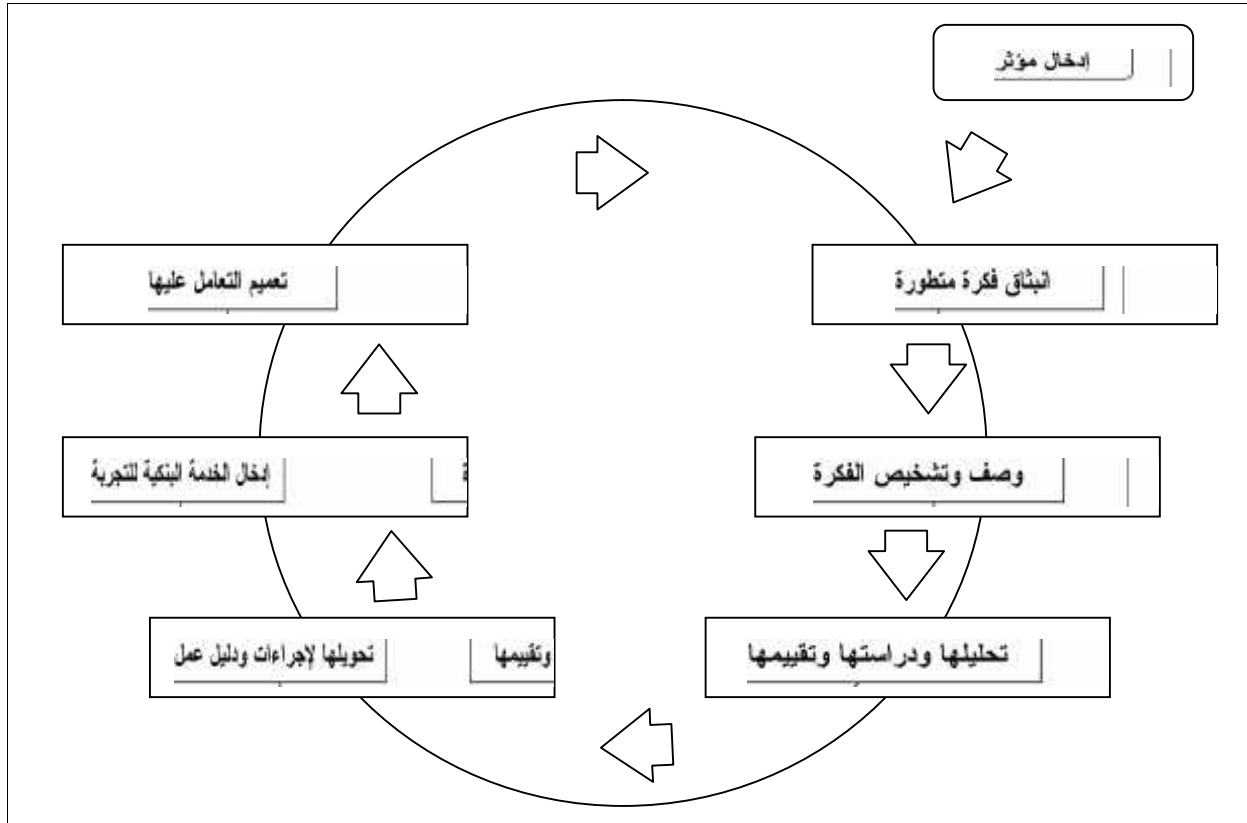 إدخال مؤثر
انبثاق فكرة متطورة
وصف وتشخيص الفكرة
تحليلها ودراستها وتقييمها
وتقييمها
تحويلها لإجراءات ودليل عمل
إدخال الخدمة البنكية للتجربة
تعميم التعامل عليها